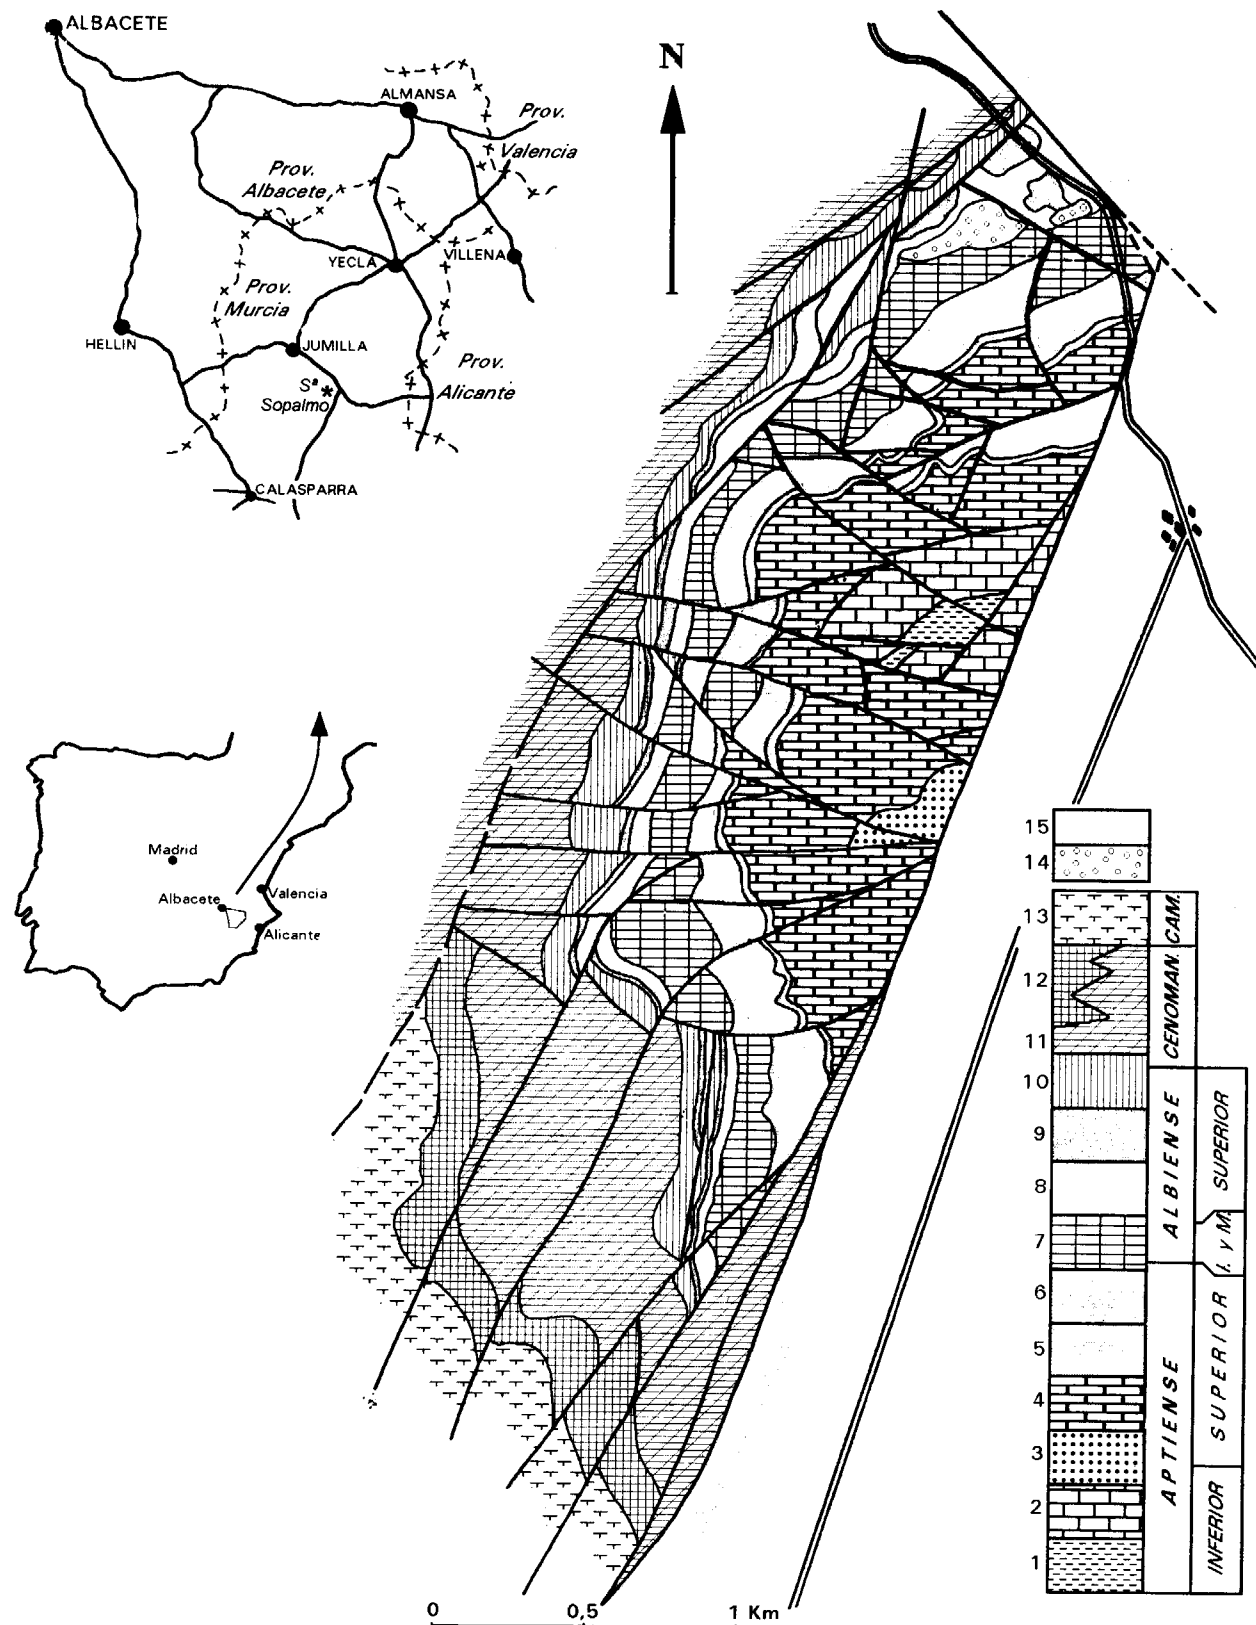 ALBACETE
N
ALMANSA
Prov.
Valencia
Prov.
Albacete
YECLA
VILLENA
Prov.
Murcia
HELLIN
JUMILLA
Prov.
Alicante
Sª
Sopalmo
CALASPARRA
Madrid
Albacete
Valencia
Alicante
15
14
13
12
11
10
9
8
7
6
5
4
3
2
1
CAM.
CENOMAN.
ALBIENSE
SUPERIOR
I. y M.
APTIENSE
SUPERIOR
INFERIOR
0
0,5
1 Km